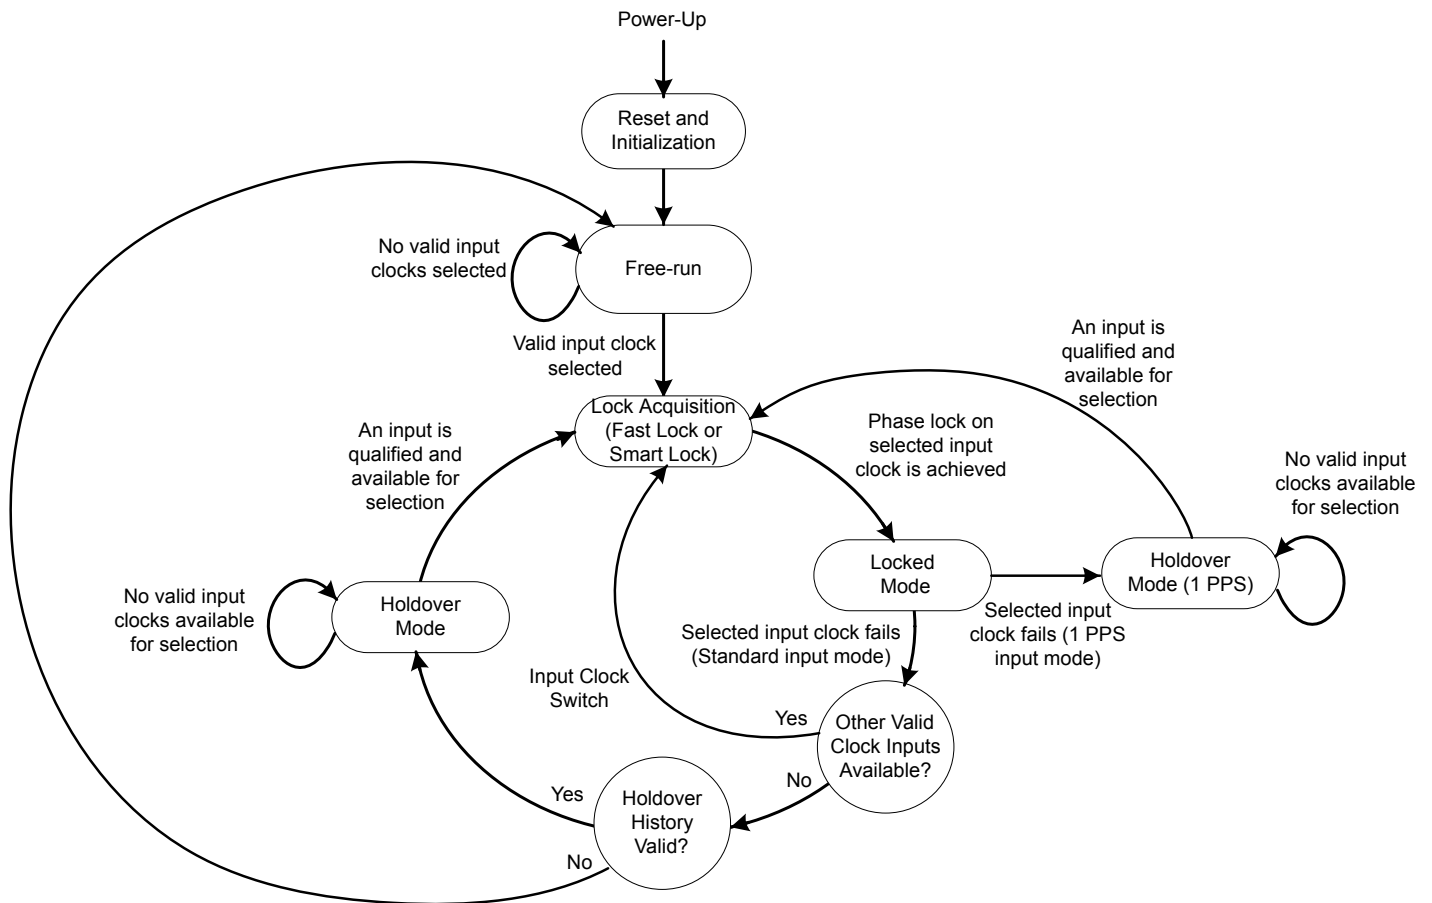 Power-Up
Reset and
Initialization
No valid input
clocks selected
Free-run
Valid input clock
selected
An input is
qualified and
available for
selection
Lock Acquisition
(Fast Lock or
Smart Lock)
Phase lock on
selected input
clock is achieved
An input is
qualified and
available for
selection
No valid input
clocks available
for selection
Locked
Mode
Holdover
Mode (1 PPS)
No valid input
clocks available
for selection
Holdover
Mode
Selected input clock fails
(Standard input mode)
Selected input
clock fails (1 PPS
input mode)
Input Clock
Switch
Yes
Other Valid
Clock Inputs
Available?
No
Yes
Holdover
History
Valid?
No